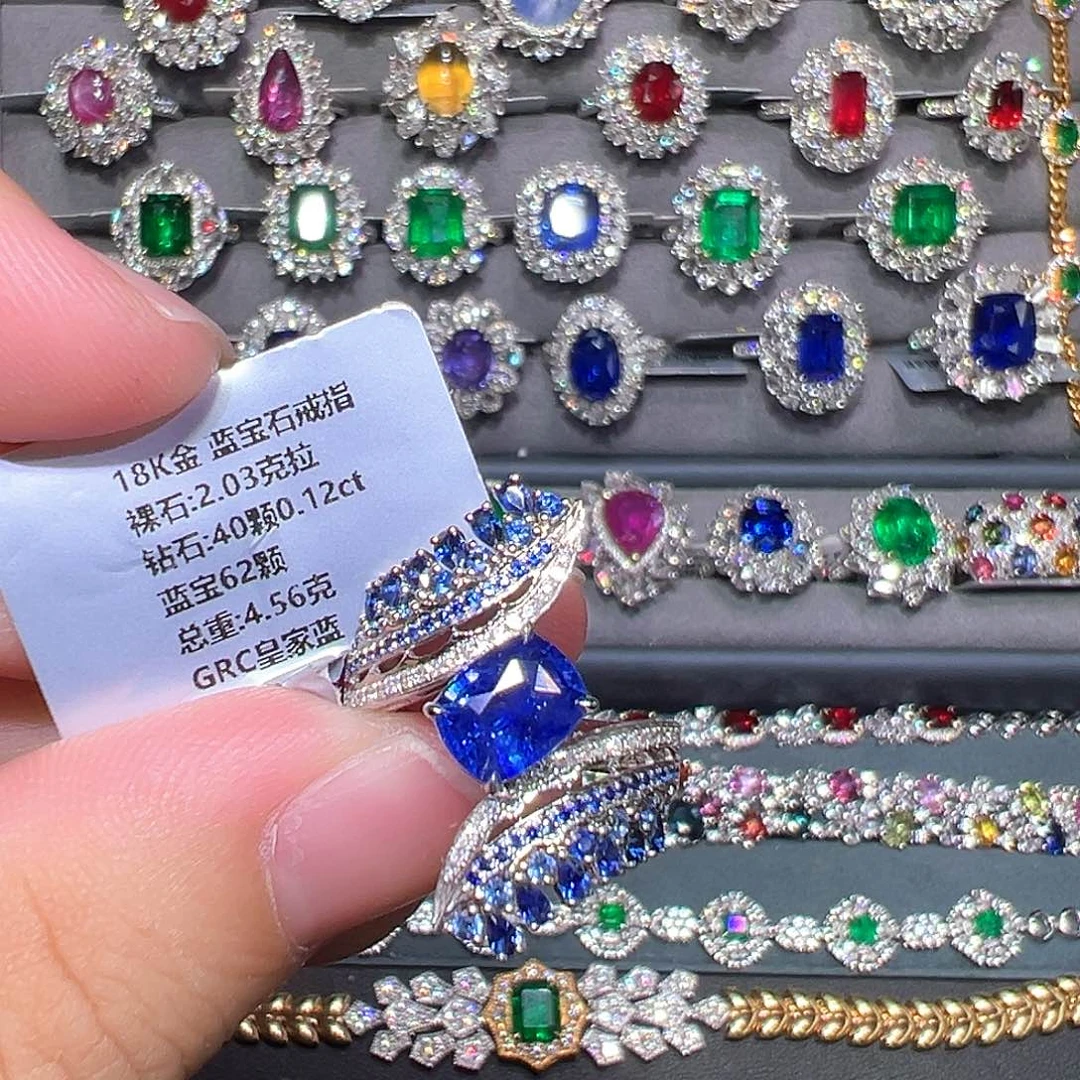 18K金 蓝宝石戒指
裸石:2.03克拉
钻石:40颗0.12ct
蓝宝62颗
总重:4.56克
GRC皇家蓝